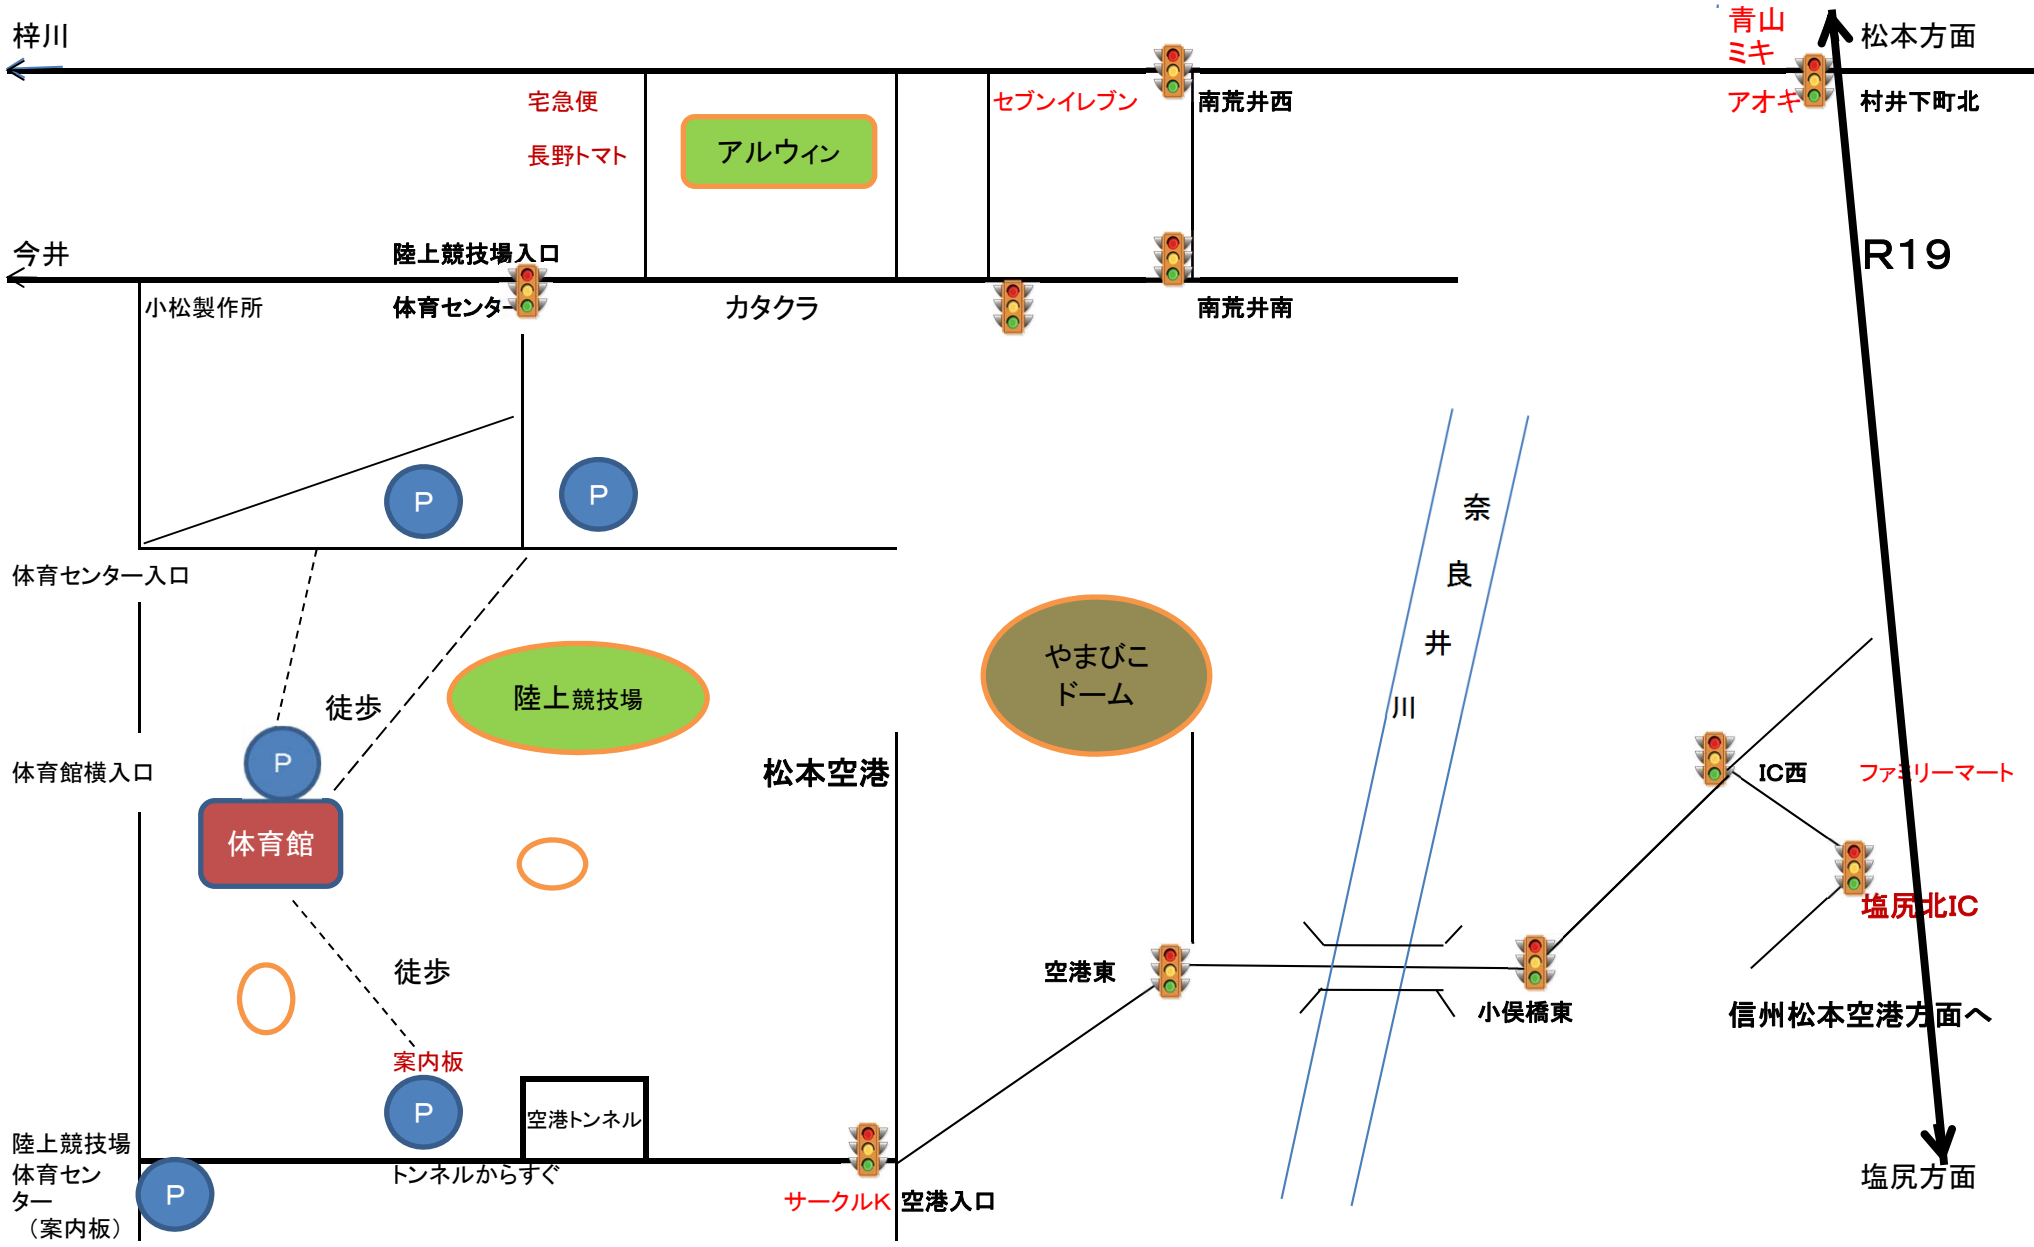 梓川
青山
ミキ
松本方面
宅急便
セブンイレブン
南荒井西
アオキ
村井下町北
長野トマト
アルウィン
今井
陸上競技場入口
R19
小松製作所
体育センター
カタクラ
南荒井南
P
P
奈
良
井
川
体育センター入口
徒歩
陸上競技場
やまびこ
ドーム
P
体育館横入口
松本空港
IC西
ファミリーマート
体育館
塩尻北IC
徒歩
空港東
小俣橋東
信州松本空港方面へ
案内板
P
空港トンネル
陸上競技場
体育セン
ター
(案内板)
P
トンネルからすぐ
サークルK
空港入口
塩尻方面